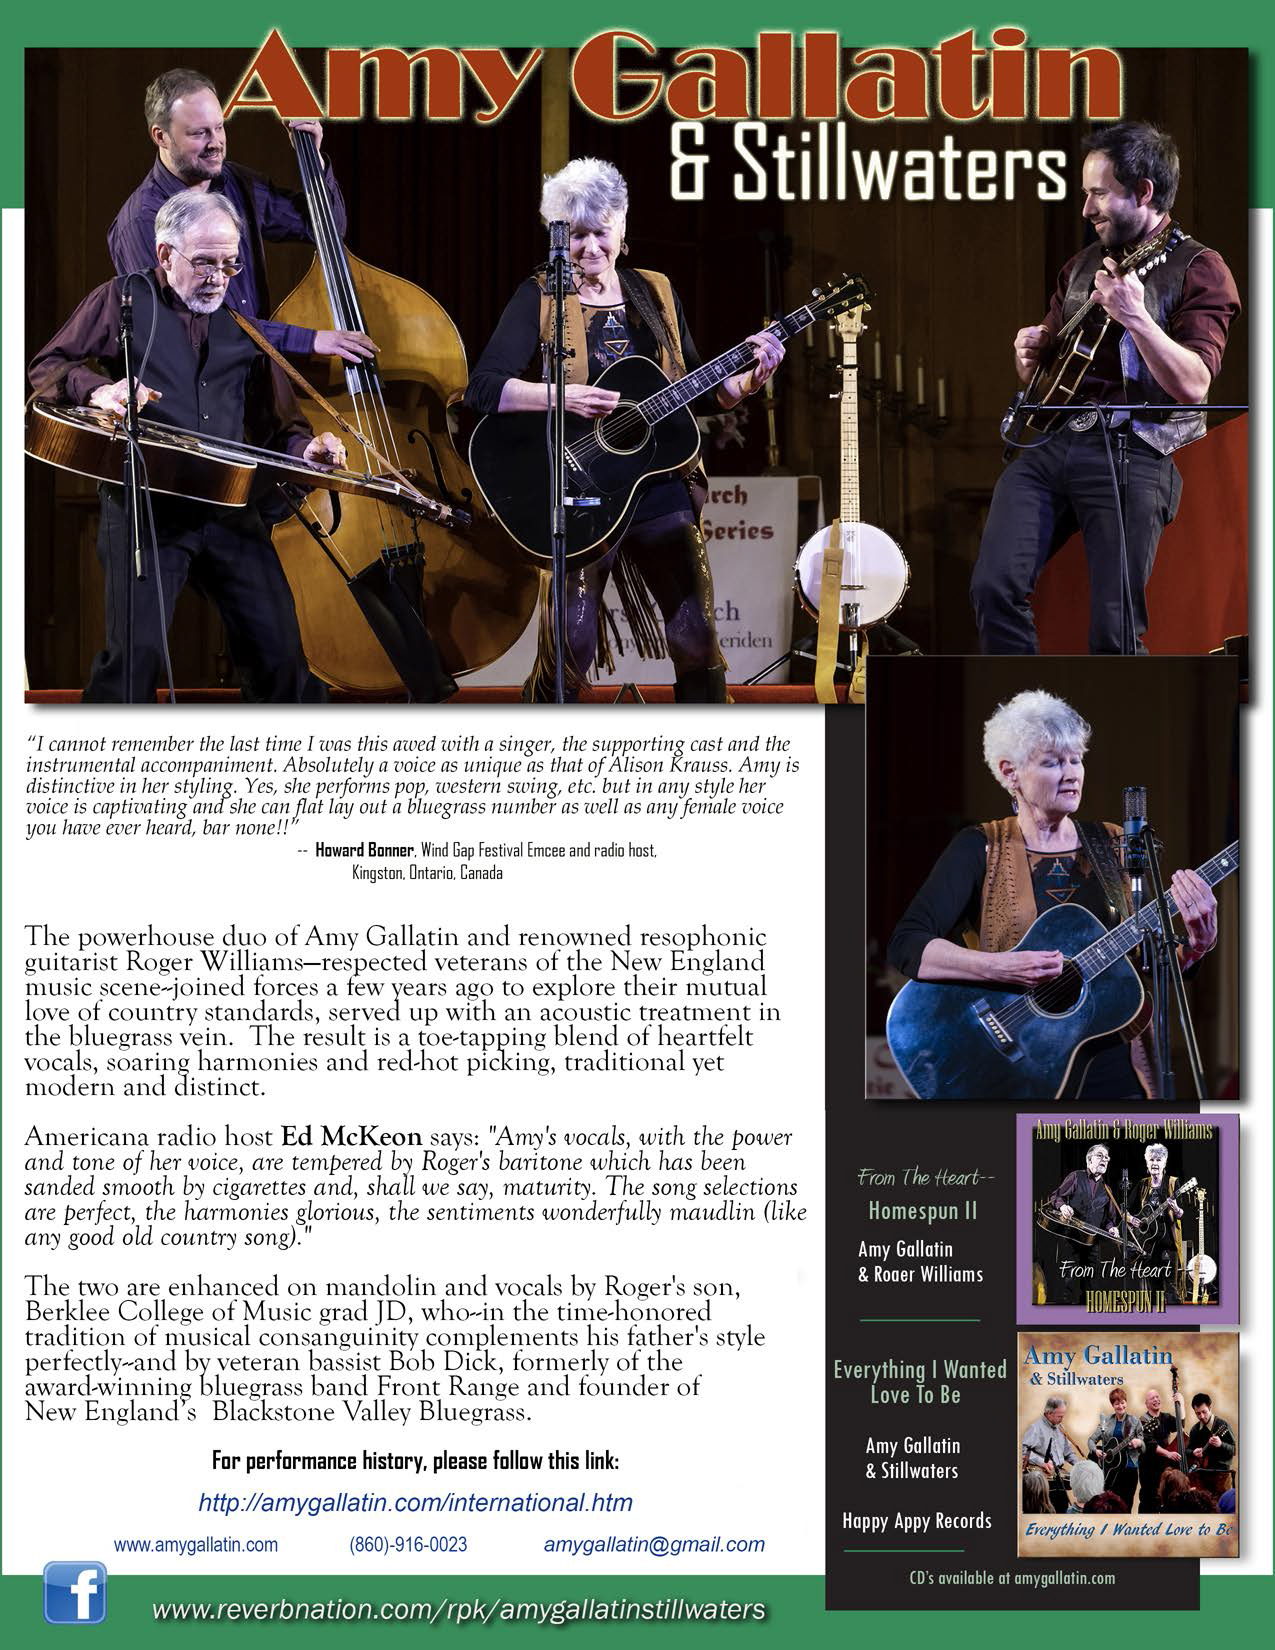 Amy Gallatin
& Stillwaters
rch
Series
ch
eriden
“I cannot remember the last time I was this awed with a singer, the supporting cast and the
instrumental accompaniment. Absolutely a voice as unique as that of Alison Krauss. Amy is
distinctive in her styling. Yes, she performs pop, western swing, etc. but in any style her
voice is captivating and she can flat lay out a bluegrass number as well as any female voice
you have ever heard, bar none!!”
-- Howard Bonner, Wind Gap Festival Emcee and radio host,
Kingston, Ontario, Canada
The powerhouse duo of Amy Gallatin and renowned resophonic
guitarist Roger Williams—respected veterans of the New England
music scene--joined forces a few years ago to explore their mutual
love of country standards, served up with an acoustic treatment in
the bluegrass vein.  The result is a toe-tapping blend of heartfelt
vocals, soaring harmonies and red-hot picking, traditional yet
modern and distinct.
Americana radio host Ed McKeon says: "Amy's vocals, with the power
and tone of her voice, are tempered by Roger's baritone which has been
sanded smooth by cigarettes and, shall we say, maturity. The song selections
are perfect, the harmonies glorious, the sentiments wonderfully maudlin (like
any good old country song)."
The two are enhanced on mandolin and vocals by Roger's son,
Berklee College of Music grad JD, who--in the time-honored
tradition of musical consanguinity complements his father's style
perfectly--and by veteran bassist Bob Dick, formerly of the
award-winning bluegrass band Front Range and founder of
New England’s  Blackstone Valley Bluegrass.
For performance history, please follow this link:
http://amygallatin.com/international.htm
www.amygallatin.com (860)-916-0023 amygallatin@gmail.com
f
www.reverbnation.com/rpk/amygallatinstillwaters
From The Heart--
Homespun II
Amy Gallatin
& Roger Williams
Amy Gallatin & Roger Williams
From The Heart --
HOMESPUN II
Everything I Wanted
Love To Be
Amy Gallatin
& Stillwaters
Happy Appy Records
Amy Gallatin
& Stillwaters
Everything I Wanted Love to Be
CD's available at amygallatin.com